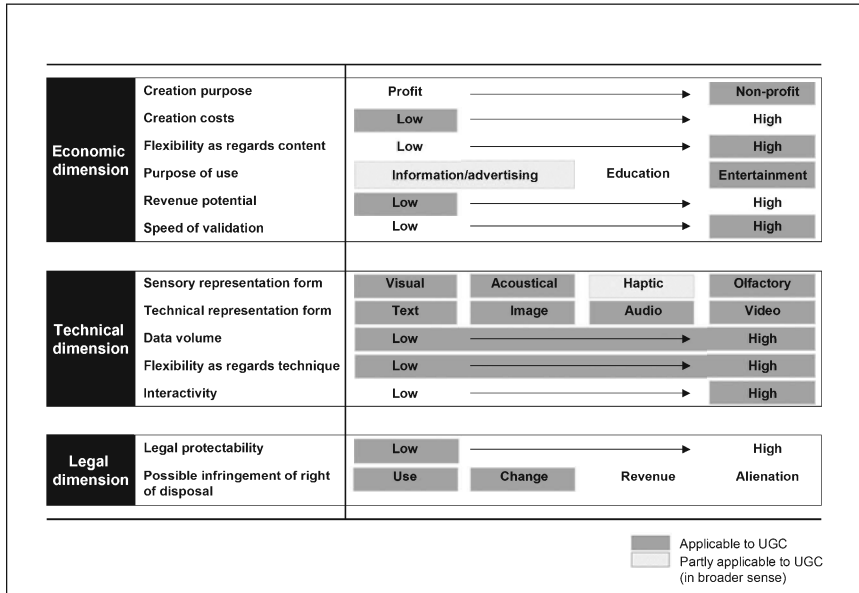 Economic
dimension
Creation purpose Profit Non-profit
Creation costs Low High
Flexibility as regards content Low High
Purpose of use Information/advertising Education Entertainment
Revenue potential Low High
Speed of validation Low High
Technical
dimension
Sensory representation form Visual Acoustical Haptic Olfactory
Technical representation form Text Image Audio Video
Data volume Low High
Flexibility as regards technique Low High
Interactivity Low High
Legal
dimension
Legal protectability Low High
Possible infringement of right
of disposal Use Change Revenue Alienation
Applicable to UGC
Partly applicable to UGC
(in broader sense)